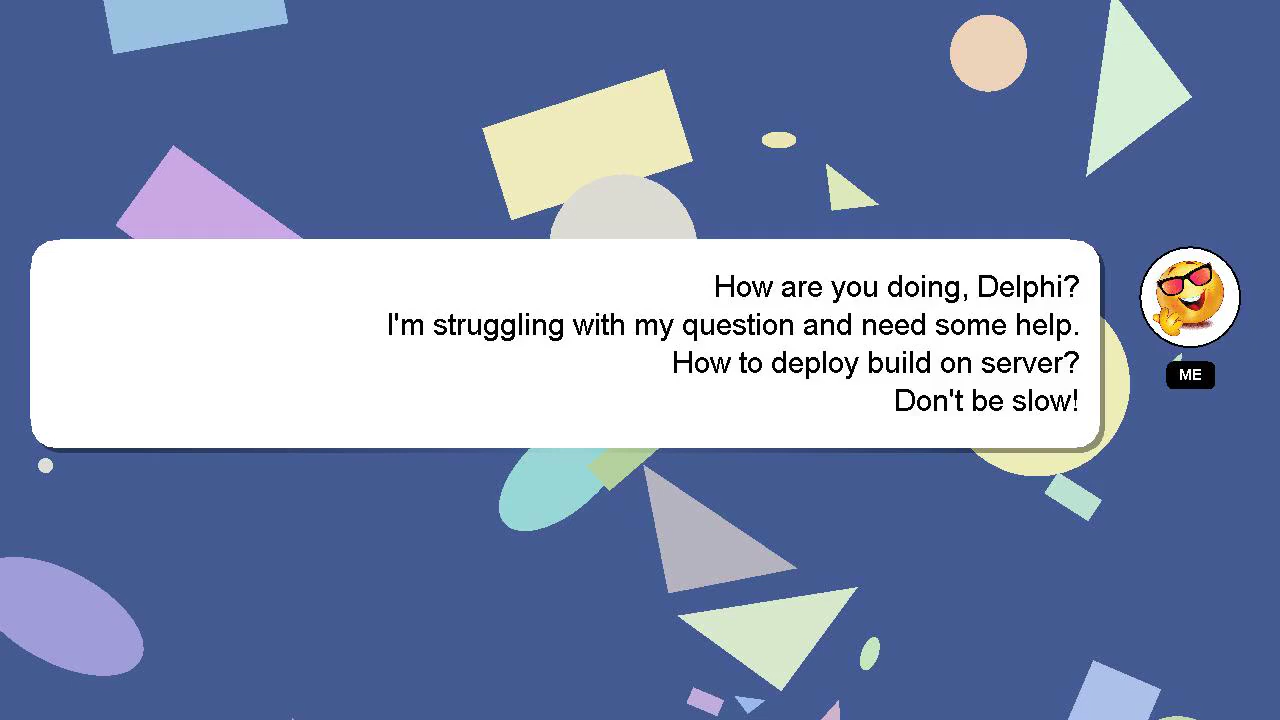 How are you doing, Delphi?
I'm struggling with my question and need some help.
How to deploy build on server?
Don't be slow!
ME